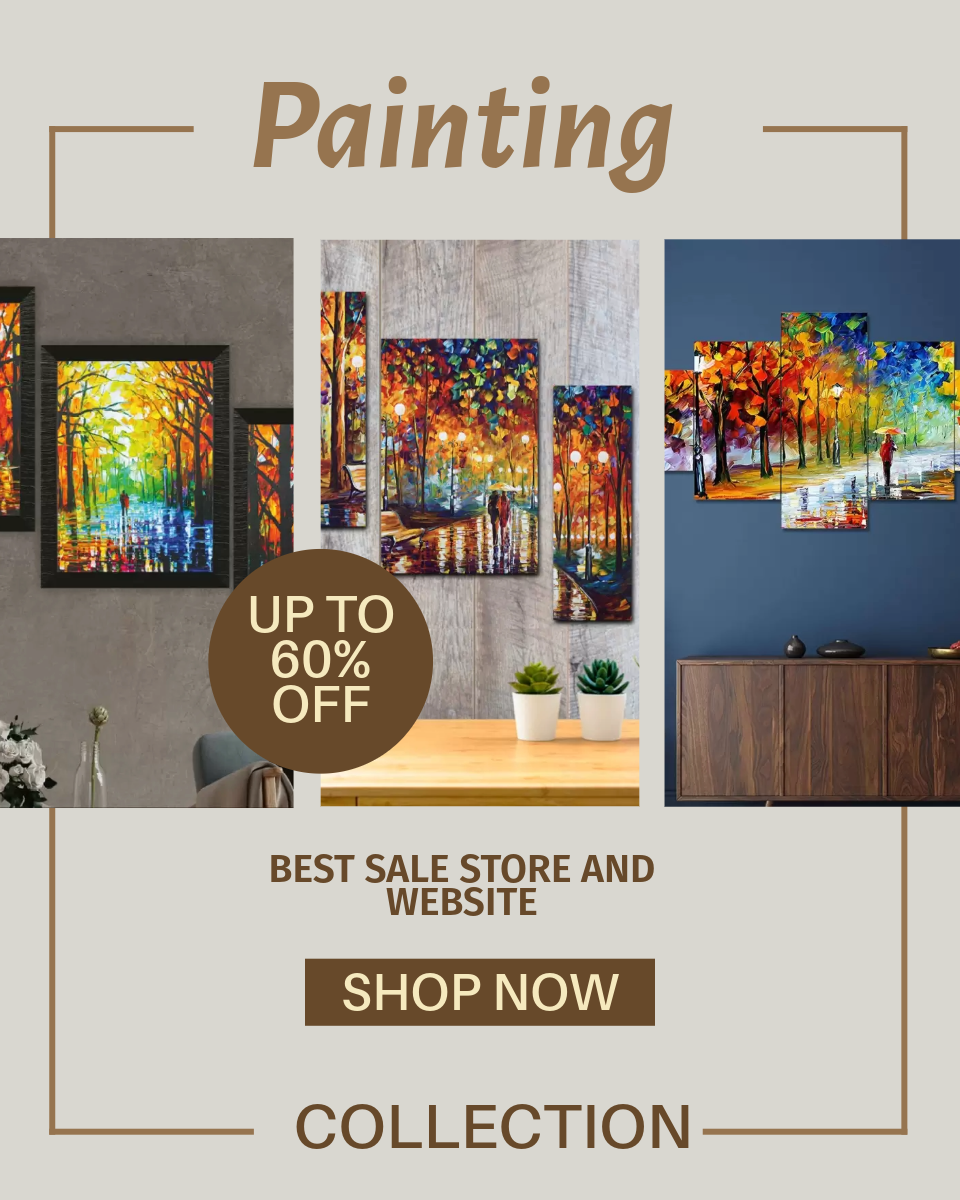 Painting
UP TO
60%
OFF
BEST SALE STORE AND
WEBSITE
SHOP NOW
COLLECTION